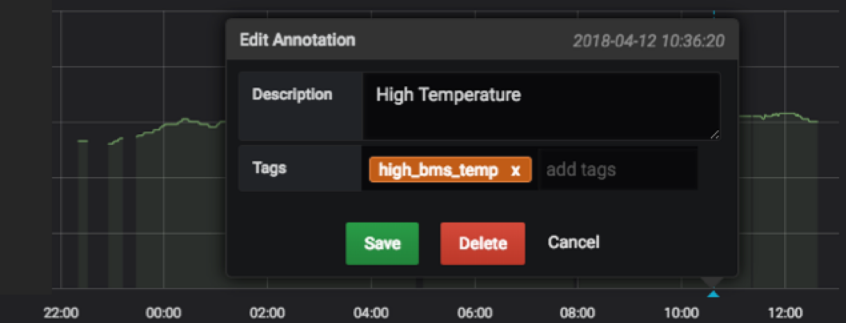 Edit Annotation 2018-04-12 10:36:20
Description High Temperature
Tags high_bms_temp x add tags
Save Delete Cancel
22:00 00:00 02:00 04:00 06:00 08:00 10:00 12:00